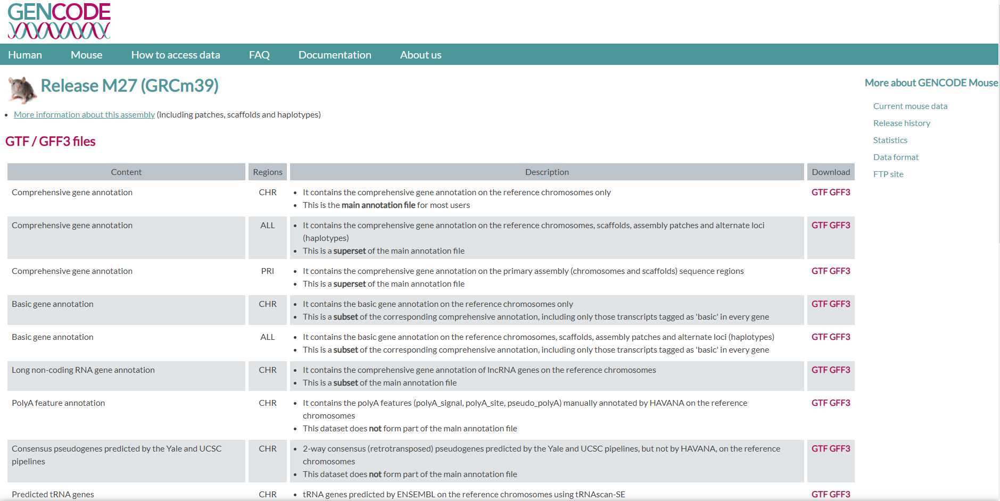 GENCODE
Human Mouse How to access data FAQ Documentation About us
Release M27 (GRCm39)
More information about this assembly (including patches, scaffolds and haplotypes)
GTF / GFF3 files
Content Regions Description Download
Comprehensive gene annotation CHR It contains the comprehensive gene annotation on the reference chromosomes only GTF GFF3
This is the main annotation file for most users
Comprehensive gene annotation ALL It contains the comprehensive gene annotation on the reference chromosomes, scaffolds, assembly patches and alternate loci GTF GFF3
(haplotypes)
This is a superset of the main annotation file
Comprehensive gene annotation PRI It contains the comprehensive gene annotation on the primary assembly (chromosomes and scaffolds) sequence regions GTF GFF3
This is a superset of the main annotation file
Basic gene annotation CHR It contains the basic gene annotation on the reference chromosomes only GTF GFF3
This is a subset of the corresponding comprehensive annotation, including only those transcripts tagged as 'basic' in every gene
Basic gene annotation ALL It contains the basic gene annotation on the reference chromosomes, scaffolds, assembly patches and alternate loci (haplotypes) GTF GFF3
This is a subset of the corresponding comprehensive annotation, including only those transcripts tagged as 'basic' in every gene
Long non-coding RNA gene annotation CHR It contains the comprehensive gene annotation of lncRNA genes on the reference chromosomes GTF GFF3
This is a subset of the main annotation file
PolyA feature annotation CHR It contains the polyA features (polyA_signal, polyA_site, pseudo_polyA) manually annotated by HAVANA on the reference GTF GFF3
chromosomes
This dataset does not form part of the main annotation file
Consensus pseudogenes predicted by the Yale and UCSC CHR 2-way consensus (retrotransposed) pseudogenes predicted by the Yale and UCSC pipelines, but not by HAVANA, on the reference GTF GFF3
pipelines chromosomes
This dataset does not form part of the main annotation file
Predicted tRNA genes CHR tRNA genes predicted by ENSEMBL on the reference chromosomes using tRNAscan-SE GTF GFF3
More about GENCODE Mouse
Current mouse data
Release history
Statistics
Data format
FTP site